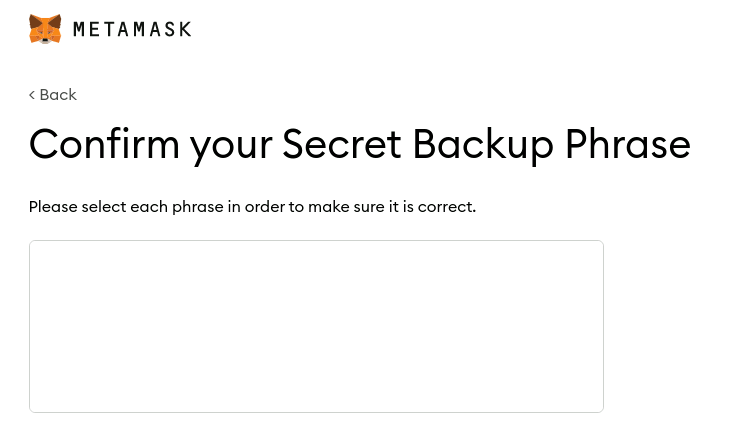 METAMASK
< Back
Confirm your Secret Backup Phrase
Please select each phrase in order to make sure it is correct.